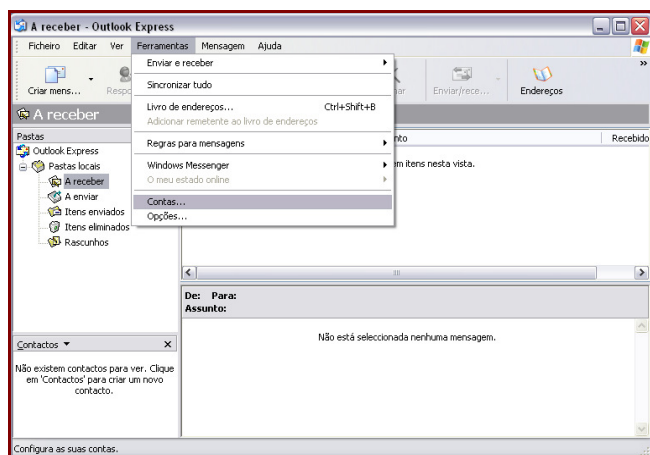 A receber - Outlook Express
Ficheiro Editar Ver Ferramentas Mensagem Ajuda
Criar mens...
Enviar/rece... Endereços
A receber
Enviar e receber
Sincronizar tudo
Livro de endereços... Ctrl+Shift+B
Adicionar remetente ao livro de endereços
Regras para mensagens
Windows Messenger
O meu estado online
Contas...
Opções...
Pastas
Outlook Express
Pastas locais
A receber
A enviar
Itens enviados
Itens eliminados
Rascunhos
Recebido
itens nesta vista.
De: Para:
Assunto:
Não está seleccionada nenhuma mensagem.
Contactos
Não existem contactos para ver. Clique
em 'Contactos' para criar um novo
contacto.
Configura as suas contas.